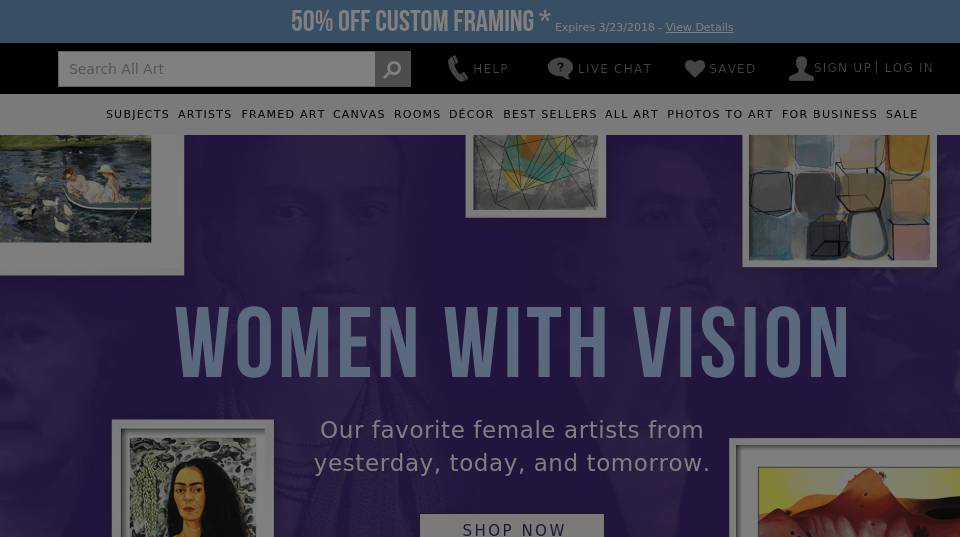 50% OFF CUSTOM FRAMING * Expires 3/23/2018 - View Details
Search All Art
HELP
? LIVE CHAT
SAVED
SIGN UP | LOG IN
SUBJECTS ARTISTS FRAMED ART CANVAS ROOMS DÉCOR BEST SELLERS ALL ART PHOTOS TO ART FOR BUSINESS SALE
WOMEN WITH VISION
Our favorite female artists from
yesterday, today, and tomorrow.
SHOP NOW